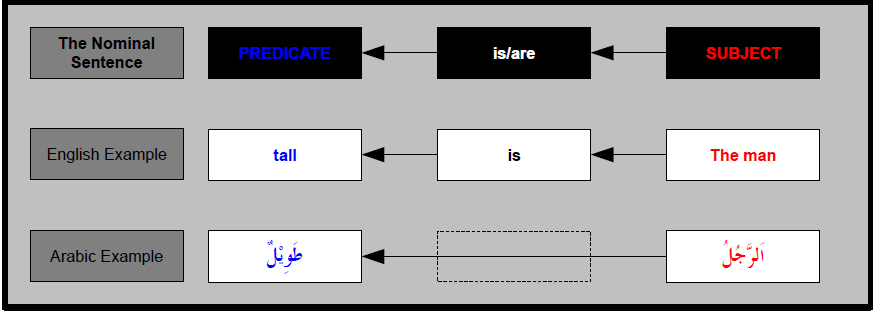 The Nominal
Sentence
PREDICATE
is/are
SUBJECT
English Example
tall
is
The man
Arabic Example
طَوِيْلٌ
اَلرَّجُلُ